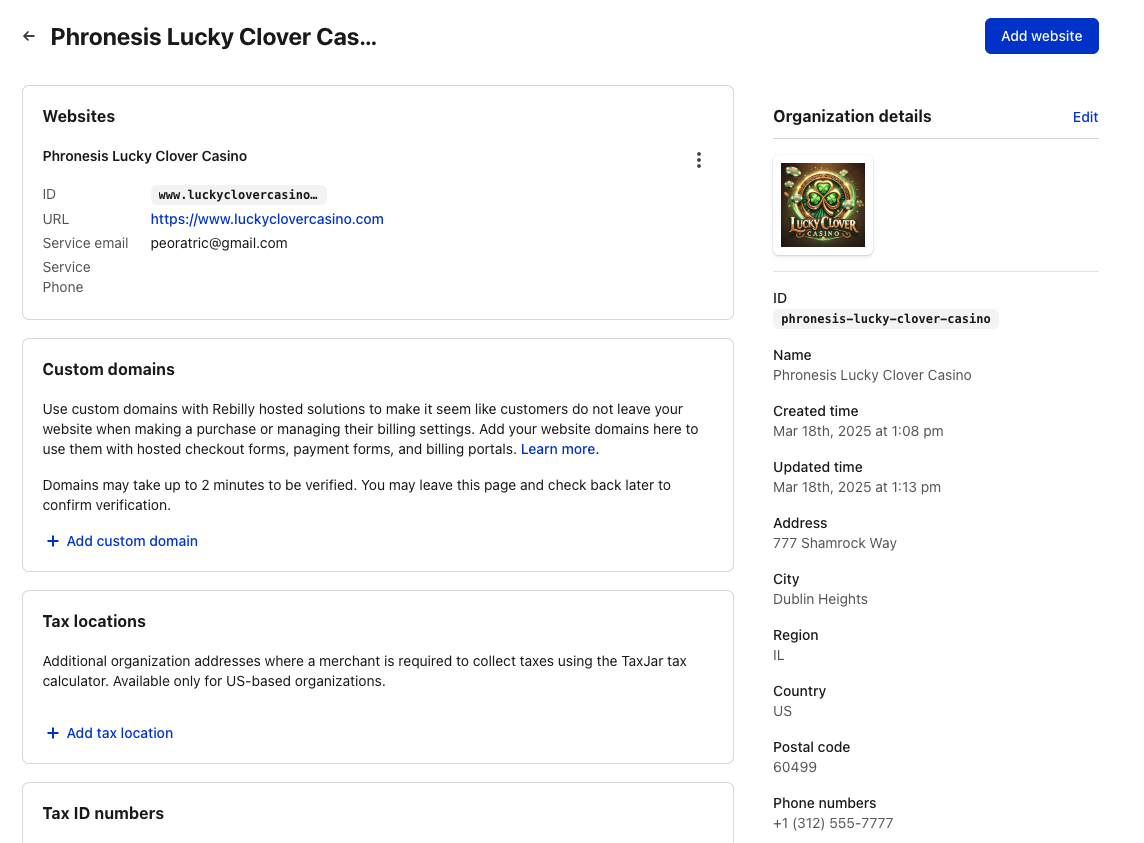 Phronesis Lucky Clover Cas...
Add website
Websites
Phronesis Lucky Clover Casino
ID www.luckyclovercasino…
URL https://www.luckyclovercasino.com
Service email peoratric@gmail.com
Service
Phone
Custom domains
Use custom domains with Rebilly hosted solutions to make it seem like customers do not leave your
website when making a purchase or managing their billing settings. Add your website domains here to
use them with hosted checkout forms, payment forms, and billing portals. Learn more.
Domains may take up to 2 minutes to be verified. You may leave this page and check back later to
confirm verification.
+ Add custom domain
Tax locations
Additional organization addresses where a merchant is required to collect taxes using the TaxJar tax
calculator. Available only for US-based organizations.
+ Add tax location
Tax ID numbers
Organization details
Edit
LUCKY CLOVER
CASINO
ID
phronesis-lucky-clover-casino
Name
Phronesis Lucky Clover Casino
Created time
Mar 18th, 2025 at 1:08 pm
Updated time
Mar 18th, 2025 at 1:13 pm
Address
777 Shamrock Way
City
Dublin Heights
Region
IL
Country
US
Postal code
60499
Phone numbers
+1 (312) 555-7777